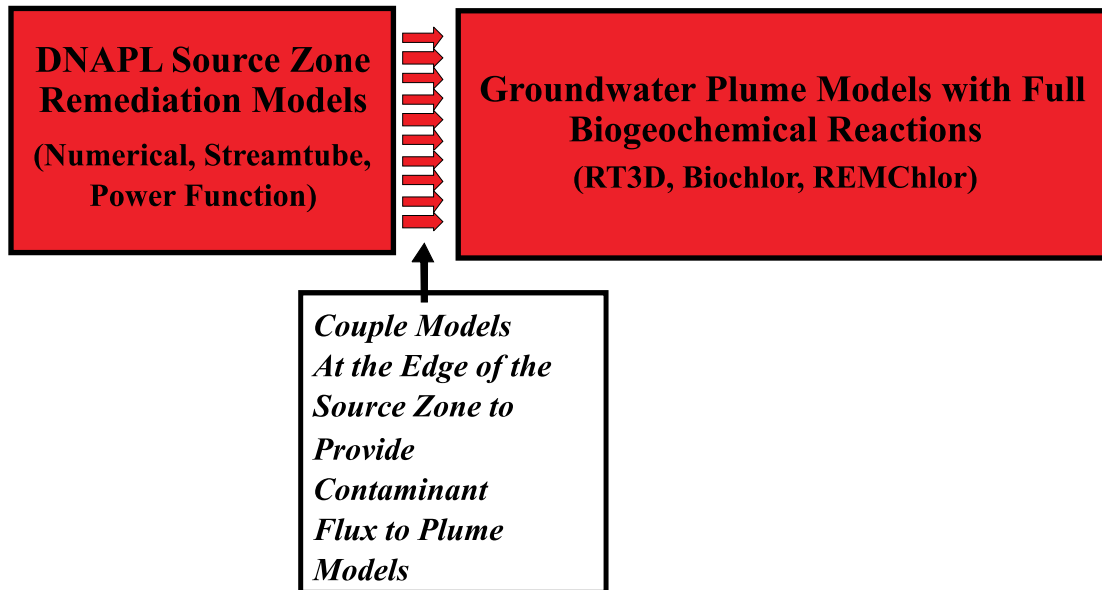 DNAPL Source Zone
Remediation Models
(Numerical, Streamtube,
Power Function)
Groundwater Plume Models with Full
Biogeochemical Reactions
(RT3D, Biochlor, REMChlor)
Couple Models
At the Edge of the
Source Zone to
Provide
Contaminant
Flux to Plume
Models